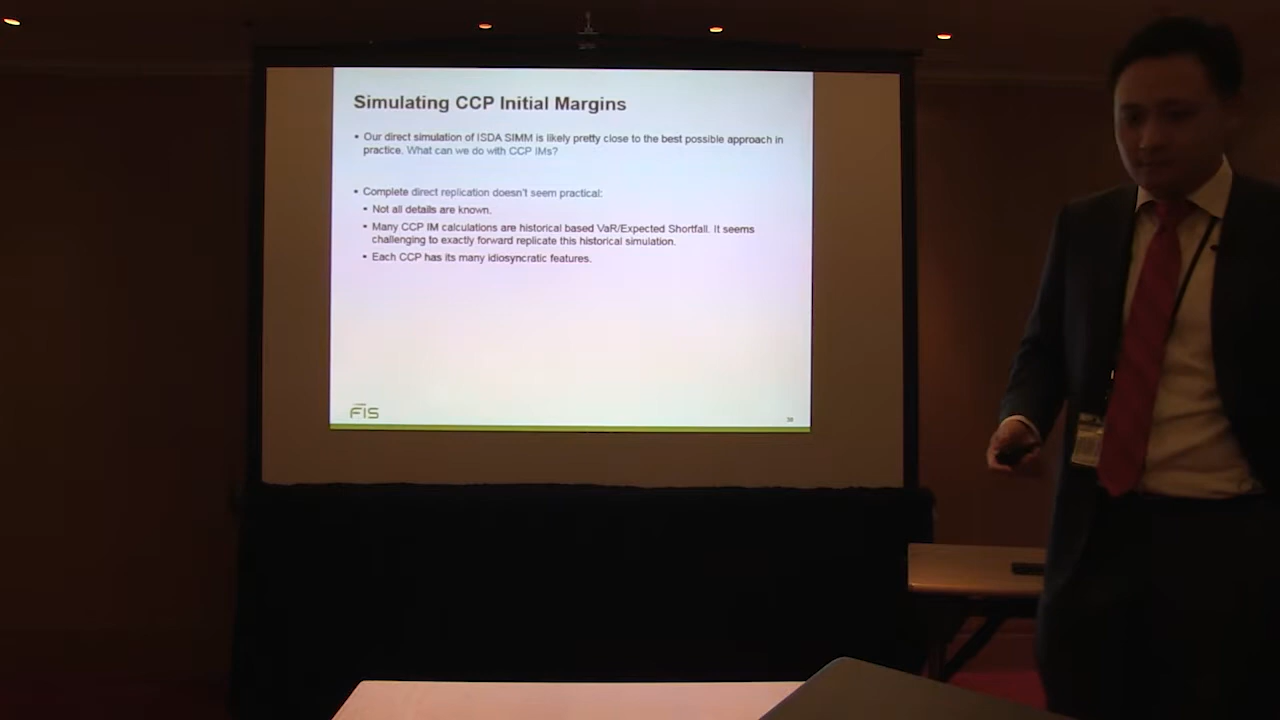 Simulating CCP Initial Margins
• Our direct simulation of ISDA SIMM is likely pretty close to the best possible approach in
practice. What can we do with CCP IMs?
• Complete direct replication doesn't seem practical:
• Not all details are known.
• Many CCP IM calculations are historical based VaR/Expected Shortfall. It seems
challenging to exactly forward replicate this historical simulation.
• Each CCP has its many idiosyncratic features.
FIS